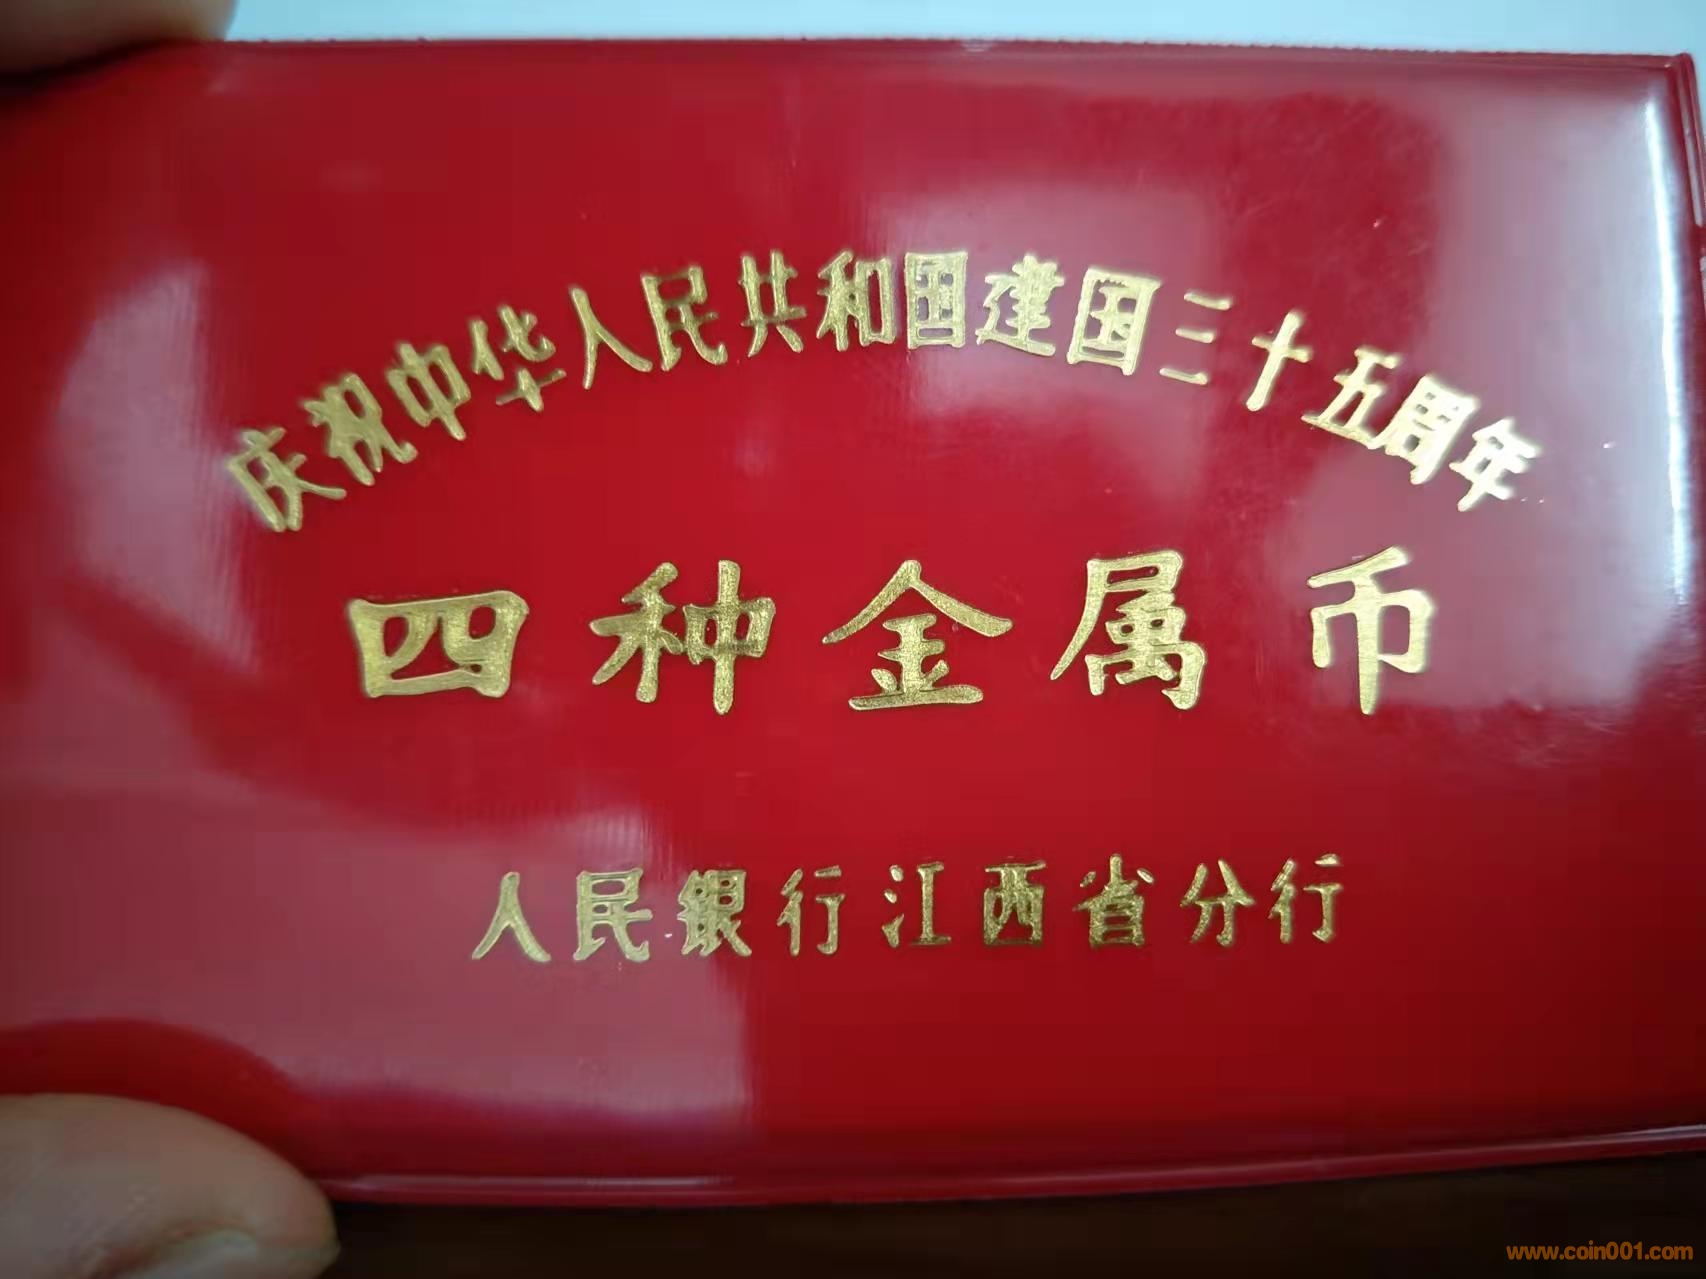 庆祝中华人民共和国建国三十五周年
四种金属币
人民银行江西省分行
www.coin001.com